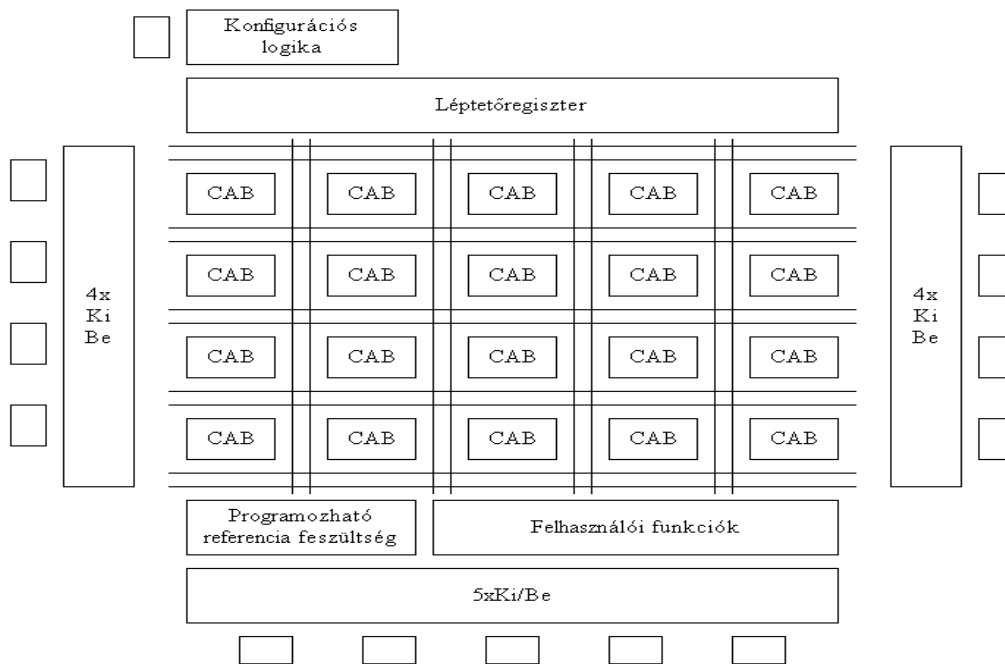 Konfigurációs
logika
Léptetőregiszter
CAB CAB CAB CAB CAB
CAB CAB CAB CAB CAB
4x
Ki
Be
4x
Ki
Be
CAB CAB CAB CAB CAB
CAB CAB CAB CAB CAB
Programozható
referencia feszültség
Felhasználói funkciók
5xKi/Be